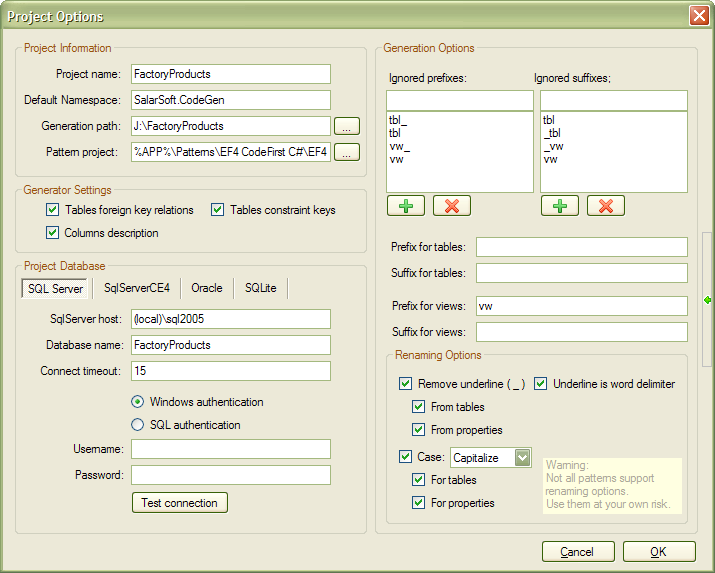 Project Options
Project Information
Project name: FactoryProducts
Default Namespace: SalarSoft.CodeGen
Generation path: J:\FactoryProducts ...
Pattern project: %APP%\Patterns\EF4 CodeFirst C#\EF4 ...
Generator Settings
Tables foreign key relations Tables constraint keys
Columns description
Project Database
SQL Server SqlServerCE4 Oracle SQLite
SqlServer host: (local)\sql2005
Database name: FactoryProducts
Connect timeout: 15
Windows authentication
SQL authentication
Username:
Password:
Test connection
Generation Options
Ignored prefixes: Ignored suffixes;
tbl_ tbl
tbl _tbl
vw_ _vw
vw vw
Prefix for tables:
Suffix for tables:
Prefix for views: vw
Suffix for views:
Renaming Options
Remove underline ( _ ) Underline is word delimiter
From tables
From properties
Case: Capitalize
For tables
For properties
Warning:
Not all patterns support
renaming options.
Use them at your own risk.
Cancel OK